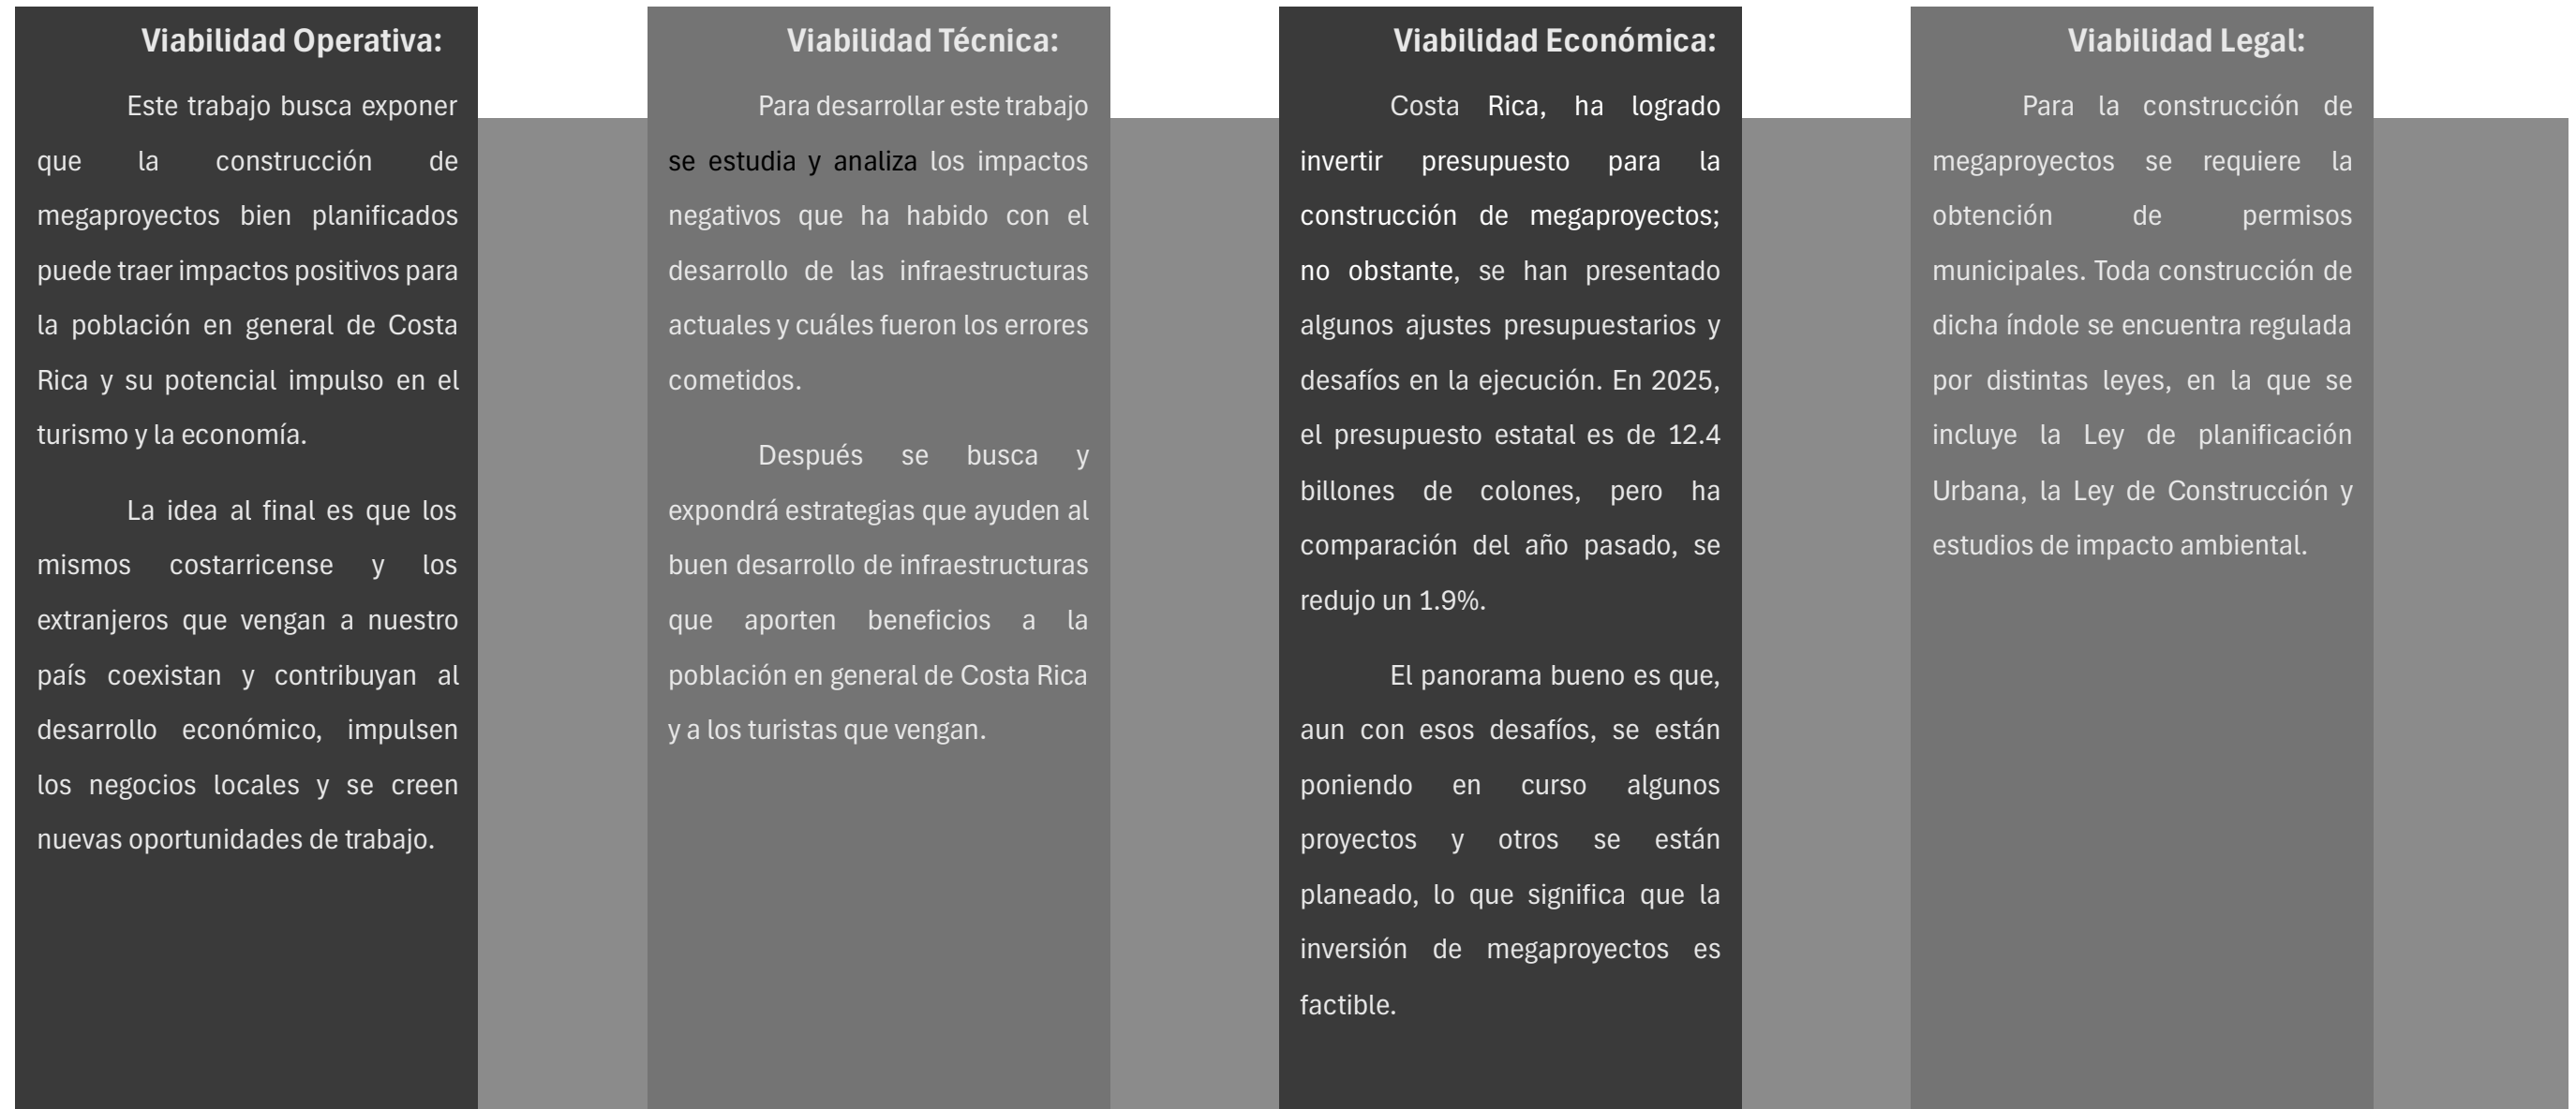 Viabilidad Operativa:
Este trabajo busca exponer
que la construcción de
megaproyectos bien planificados
puede traer impactos positivos para
la población en general de Costa
Rica y su potencial impulso en el
turismo y la economía.
La idea al final es que los
mismos costarricense y los
extranjeros que vengan a nuestro
país coexistan y contribuyan al
desarrollo económico, impulsen
los negocios locales y se creen
nuevas oportunidades de trabajo.
Viabilidad Técnica:
Para desarrollar este trabajo
se estudia y analiza los impactos
negativos que ha habido con el
desarrollo de las infraestructuras
actuales y cuáles fueron los errores
cometidos.
Después se busca y
expondrá estrategias que ayuden al
buen desarrollo de infraestructuras
que aporten beneficios a la
población en general de Costa Rica
y a los turistas que vengan.
Viabilidad Económica:
Costa Rica, ha logrado
invertir presupuesto para la
construcción de megaproyectos;
no obstante, se han presentado
algunos ajustes presupuestarios y
desafíos en la ejecución. En 2025,
el presupuesto estatal es de 12.4
billones de colones, pero ha
comparación del año pasado, se
redujo un 1.9%.
El panorama bueno es que,
aun con esos desafíos, se están
poniendo en curso algunos
proyectos y otros se están
planeado, lo que significa que la
inversión de megaproyectos es
factible.
Viabilidad Legal:
Para la construcción de
megaproyectos se requiere la
obtención de permisos
municipales. Toda construcción de
dicha índole se encuentra regulada
por distintas leyes, en la que se
incluye la Ley de planificación
Urbana, la Ley de Construcción y
estudios de impacto ambiental.